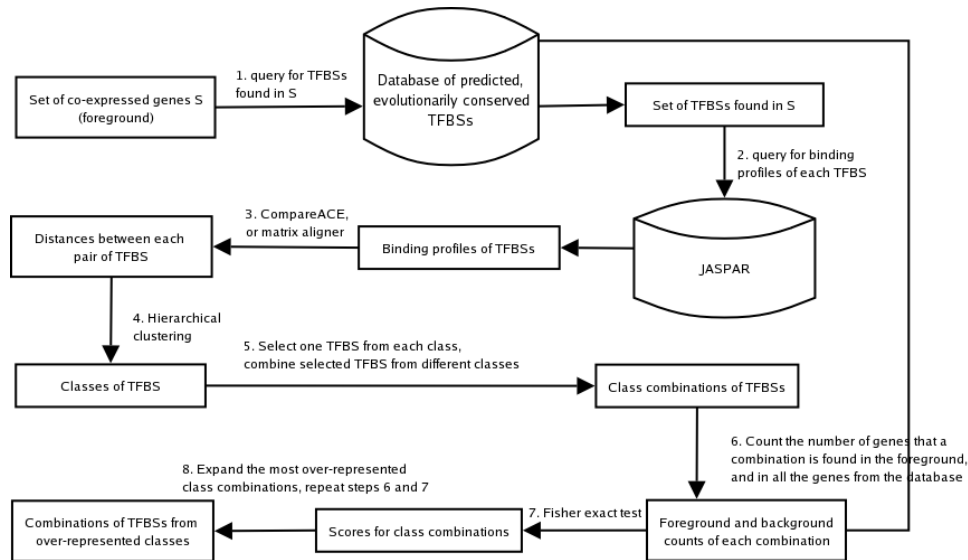 1. query for TFBSs
found in S
Set of co-expressed genes S
(foreground)
Database of predicted,
evolutionarily conserved
TFBSs
Set of TFBSs found in S
2. query for binding
profiles of each TFBS
3. CompareACE,
or matrix aligner
Distances between each
pair of TFBS
Binding profiles of TFBSs
JASPAR
4. Hierarchical
clustering
5. Select one TFBS from each class,
combine selected TFBS from different classes
Classes of TFBS
Class combinations of TFBSs
6. Count the number of genes that a
combination is found in the foreground,
and in all the genes from the database
8. Expand the most over-represented
class combinations, repeat steps 6 and 7
7. Fisher exact test
Combinations of TFBSs from
over-represented classes
Scores for class combinations
Foreground and background
counts of each combination